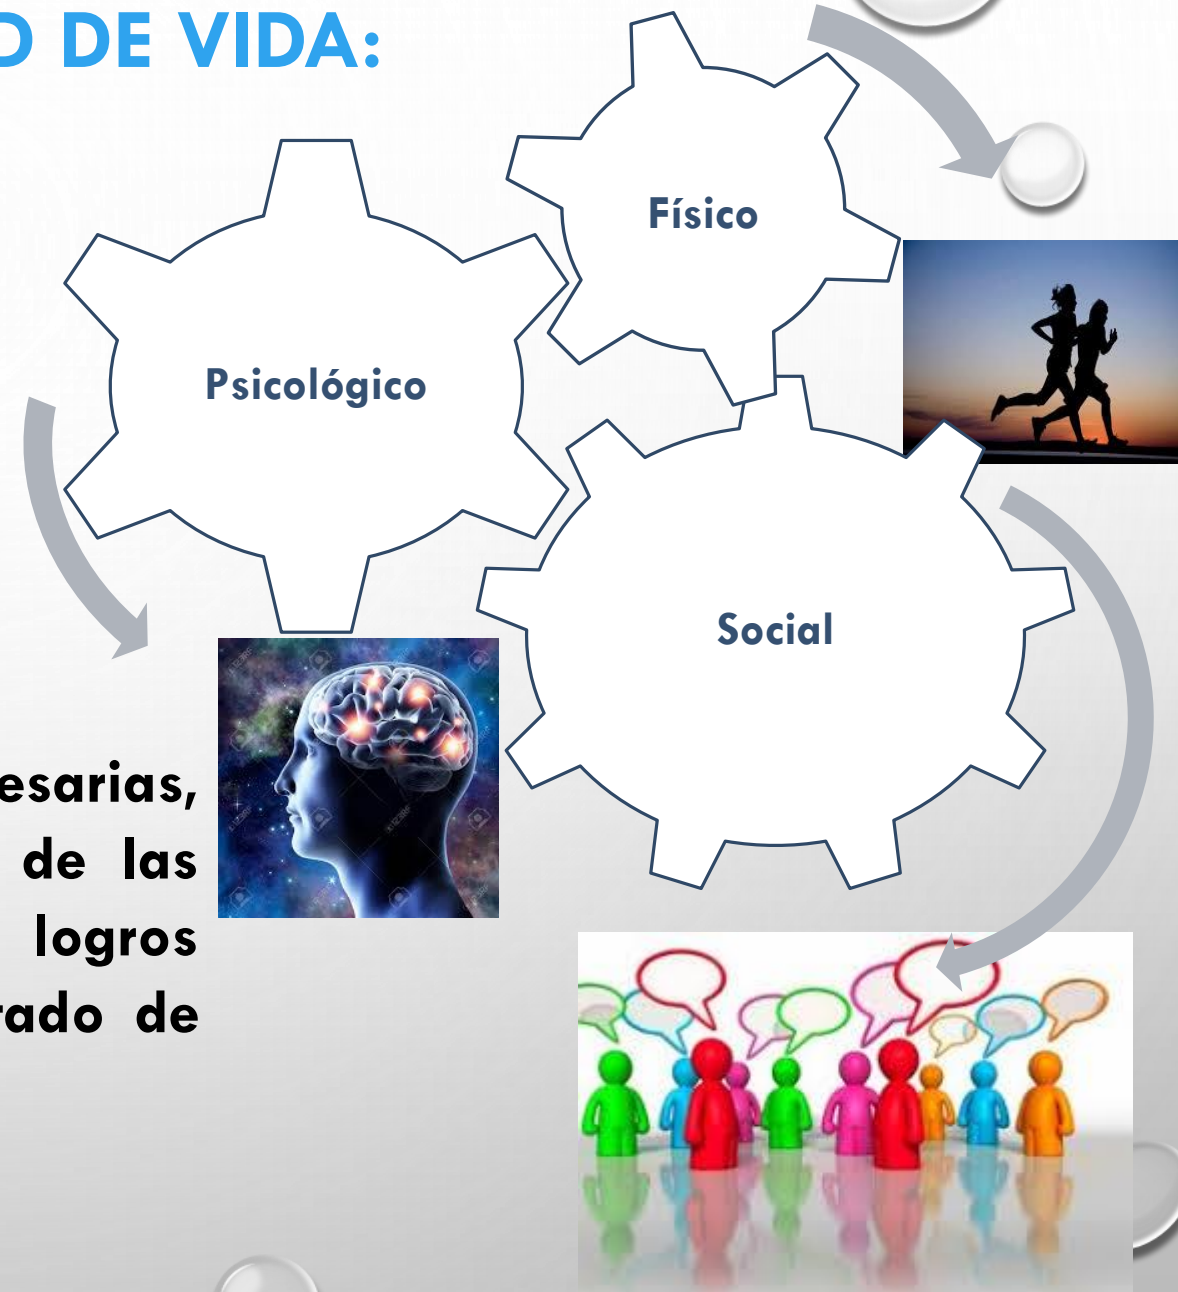 D DE VIDA:
Físico
Psicológico
Social
esarias,
de las
logros
rado de